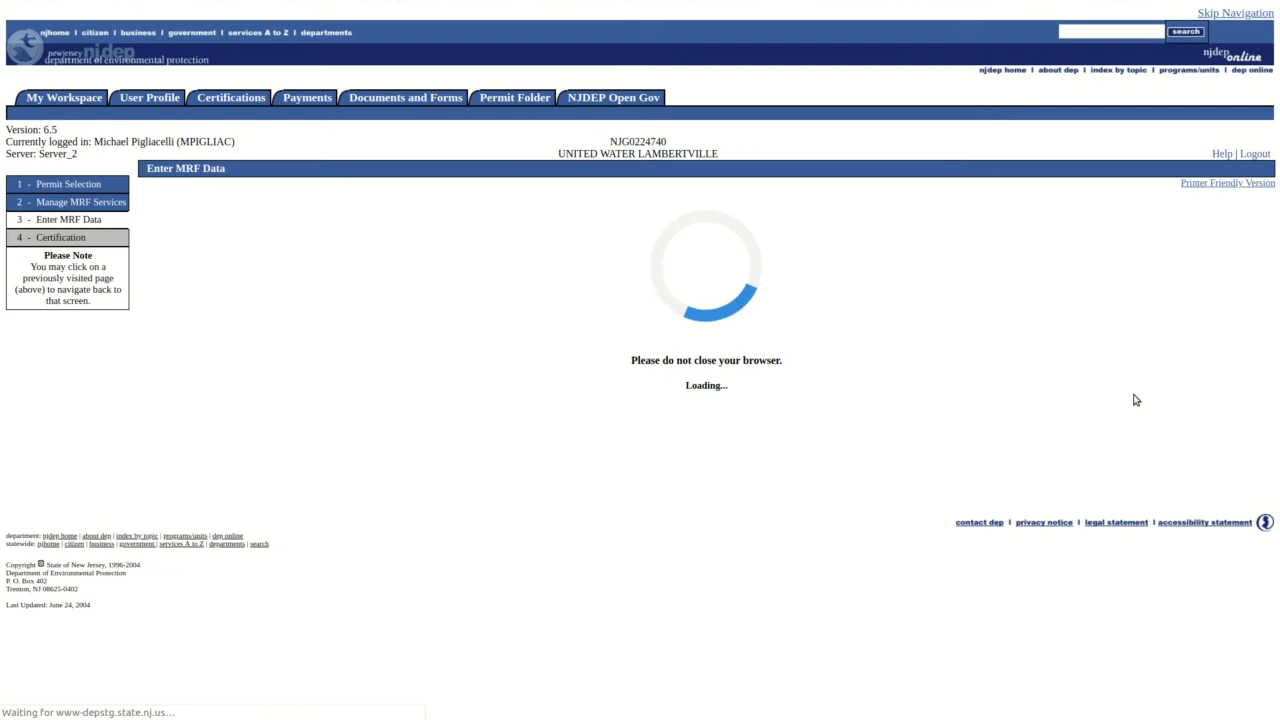 Skip Navigation
njhome | citizen | business | government | services A to Z | departments
search
newjersey njdep
department of environmental protection
njdep online
njdep home | about dep | index by topic | programs/units | dep online
My Workspace User Profile Certifications Payments Documents and Forms Permit Folder NJDEP Open Gov
Version: 6.5
Currently logged in: Michael Pigliacelli (MPIGLIAC) NJG0224740
Server: Server_2 UNITED WATER LAMBERTVILLE Help | Logout
Enter MRF Data
Printer Friendly Version
1 - Permit Selection
2 - Manage MRF Services
3 - Enter MRF Data
4 - Certification
Please Note
You may click on a
previously visited page
(above) to navigate back to
that screen.
Please do not close your browser.
Loading...
contact dep | privacy notice | legal statement | accessibility statement
department: njdep home | about dep | index by topic | programs/units | dep online
statewide: njhome | citizen | business | government | services A to Z | departments | search
Copyright © State of New Jersey, 1996-2004
Department of Environmental Protection
P. O. Box 402
Trenton, NJ 08625-0402
Last Updated: June 24, 2004
Waiting for www-depstg.state.nj.us...